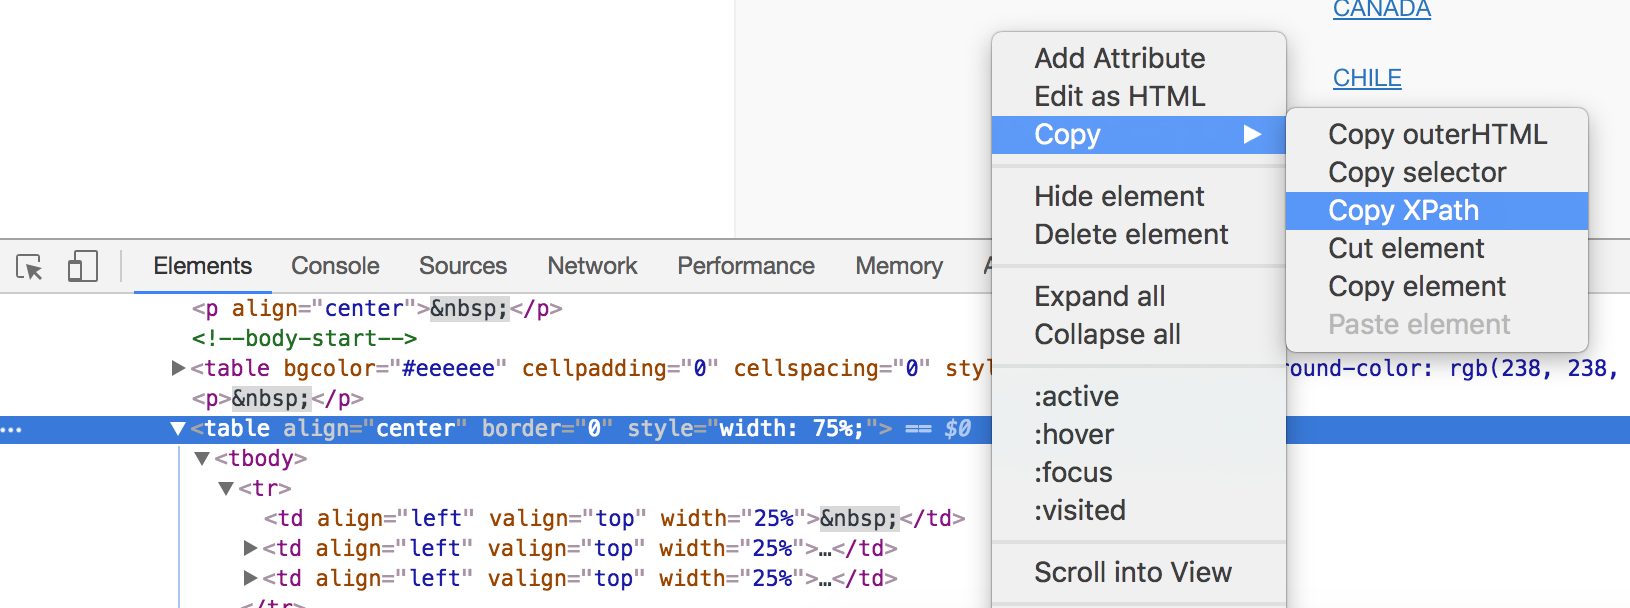 CANADA
CHILE
Add Attribute
Edit as HTML
Copy
Hide element
Delete element
Expand all
Collapse all
:active
:hover
:focus
:visited
Scroll into View
Copy outerHTML
Copy selector
Copy XPath
Cut element
Copy element
Paste element
Elements Console Sources Network Performance Memory
<p align="center">&nbsp;</p>
<!--body-start-->
▶<table bgcolor="#eeeeee" cellpadding="0" cellspacing="0" styl round-color: rgb(238, 238,
<p>&nbsp;</p>
… ▼<table align="center" border="0" style="width: 75%;"> == $0
▼<tbody>
▼<tr>
<td align="left" valign="top" width="25%">&nbsp;</td>
▶<td align="left" valign="top" width="25%">…</td>
▶<td align="left" valign="top" width="25%">…</td>
</tr>